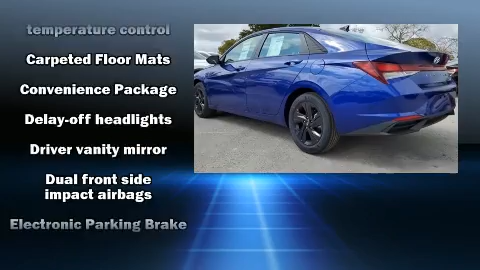 temperature control
Carpeted Floor Mats
Convenience Package
Delay-off headlights
Driver vanity mirror
Dual front side
impact airbags
Electronic Parking Brake